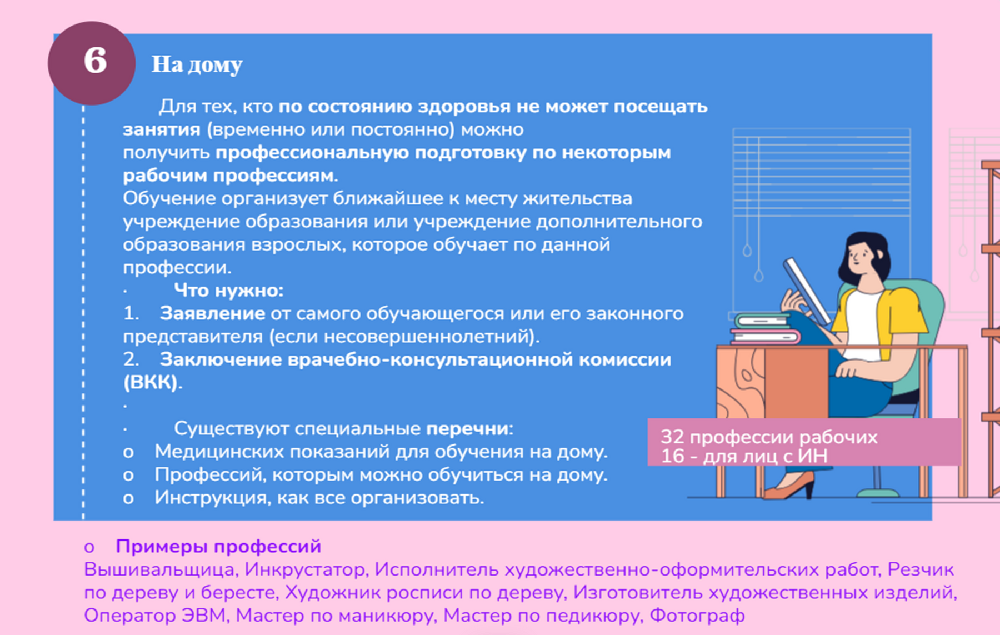 6
На дому
Для тех, кто по состоянию здоровья не может посещать
занятия (временно или постоянно) можно
получить профессиональную подготовку по некоторым
рабочим профессиям.
Обучение организует ближайшее к месту жительства
учреждение образования или учреждение дополнительного
образования взрослых, которое обучает по данной
профессии.
· Что нужно:
1. Заявление от самого обучающегося или его законного
представителя (если несовершеннолетний).
2. Заключение врачебно-консультационной комиссии
(ВКК).
·
· Существуют специальные перечни:
o Медицинских показаний для обучения на дому.
o Профессий, которым можно обучиться на дому.
o Инструкция, как все организовать.
32 профессии рабочих
16 - для лиц с ИН
o Примеры профессий
Вышивальщица, Инкрустатор, Исполнитель художественно-оформительских работ, Резчик
по дереву и бересте, Художник росписи по дереву, Изготовитель художественных изделий,
Оператор ЭВМ, Мастер по маникюру, Мастер по педикюру, Фотограф